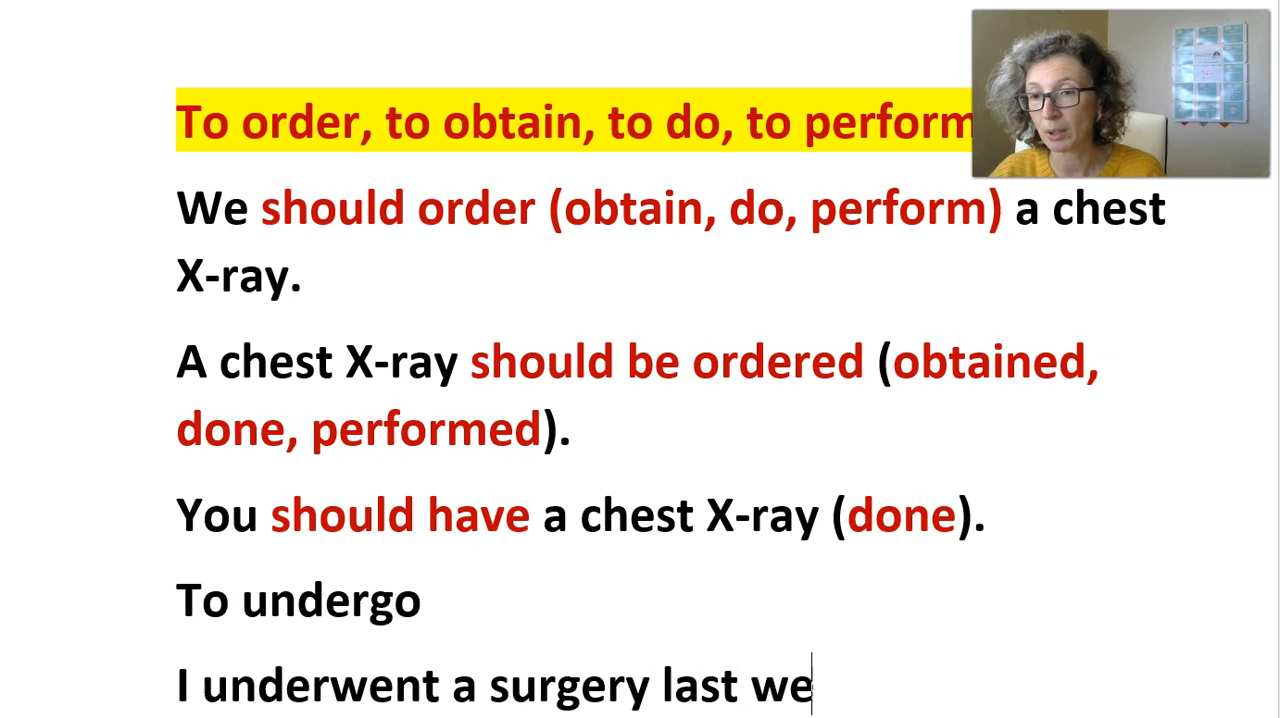 To order, to obtain, to do, to perform
We should order (obtain, do, perform) a chest
X-ray.
A chest X-ray should be ordered (obtained,
done, performed).
You should have a chest X-ray (done).
To undergo
I underwent a surgery last we